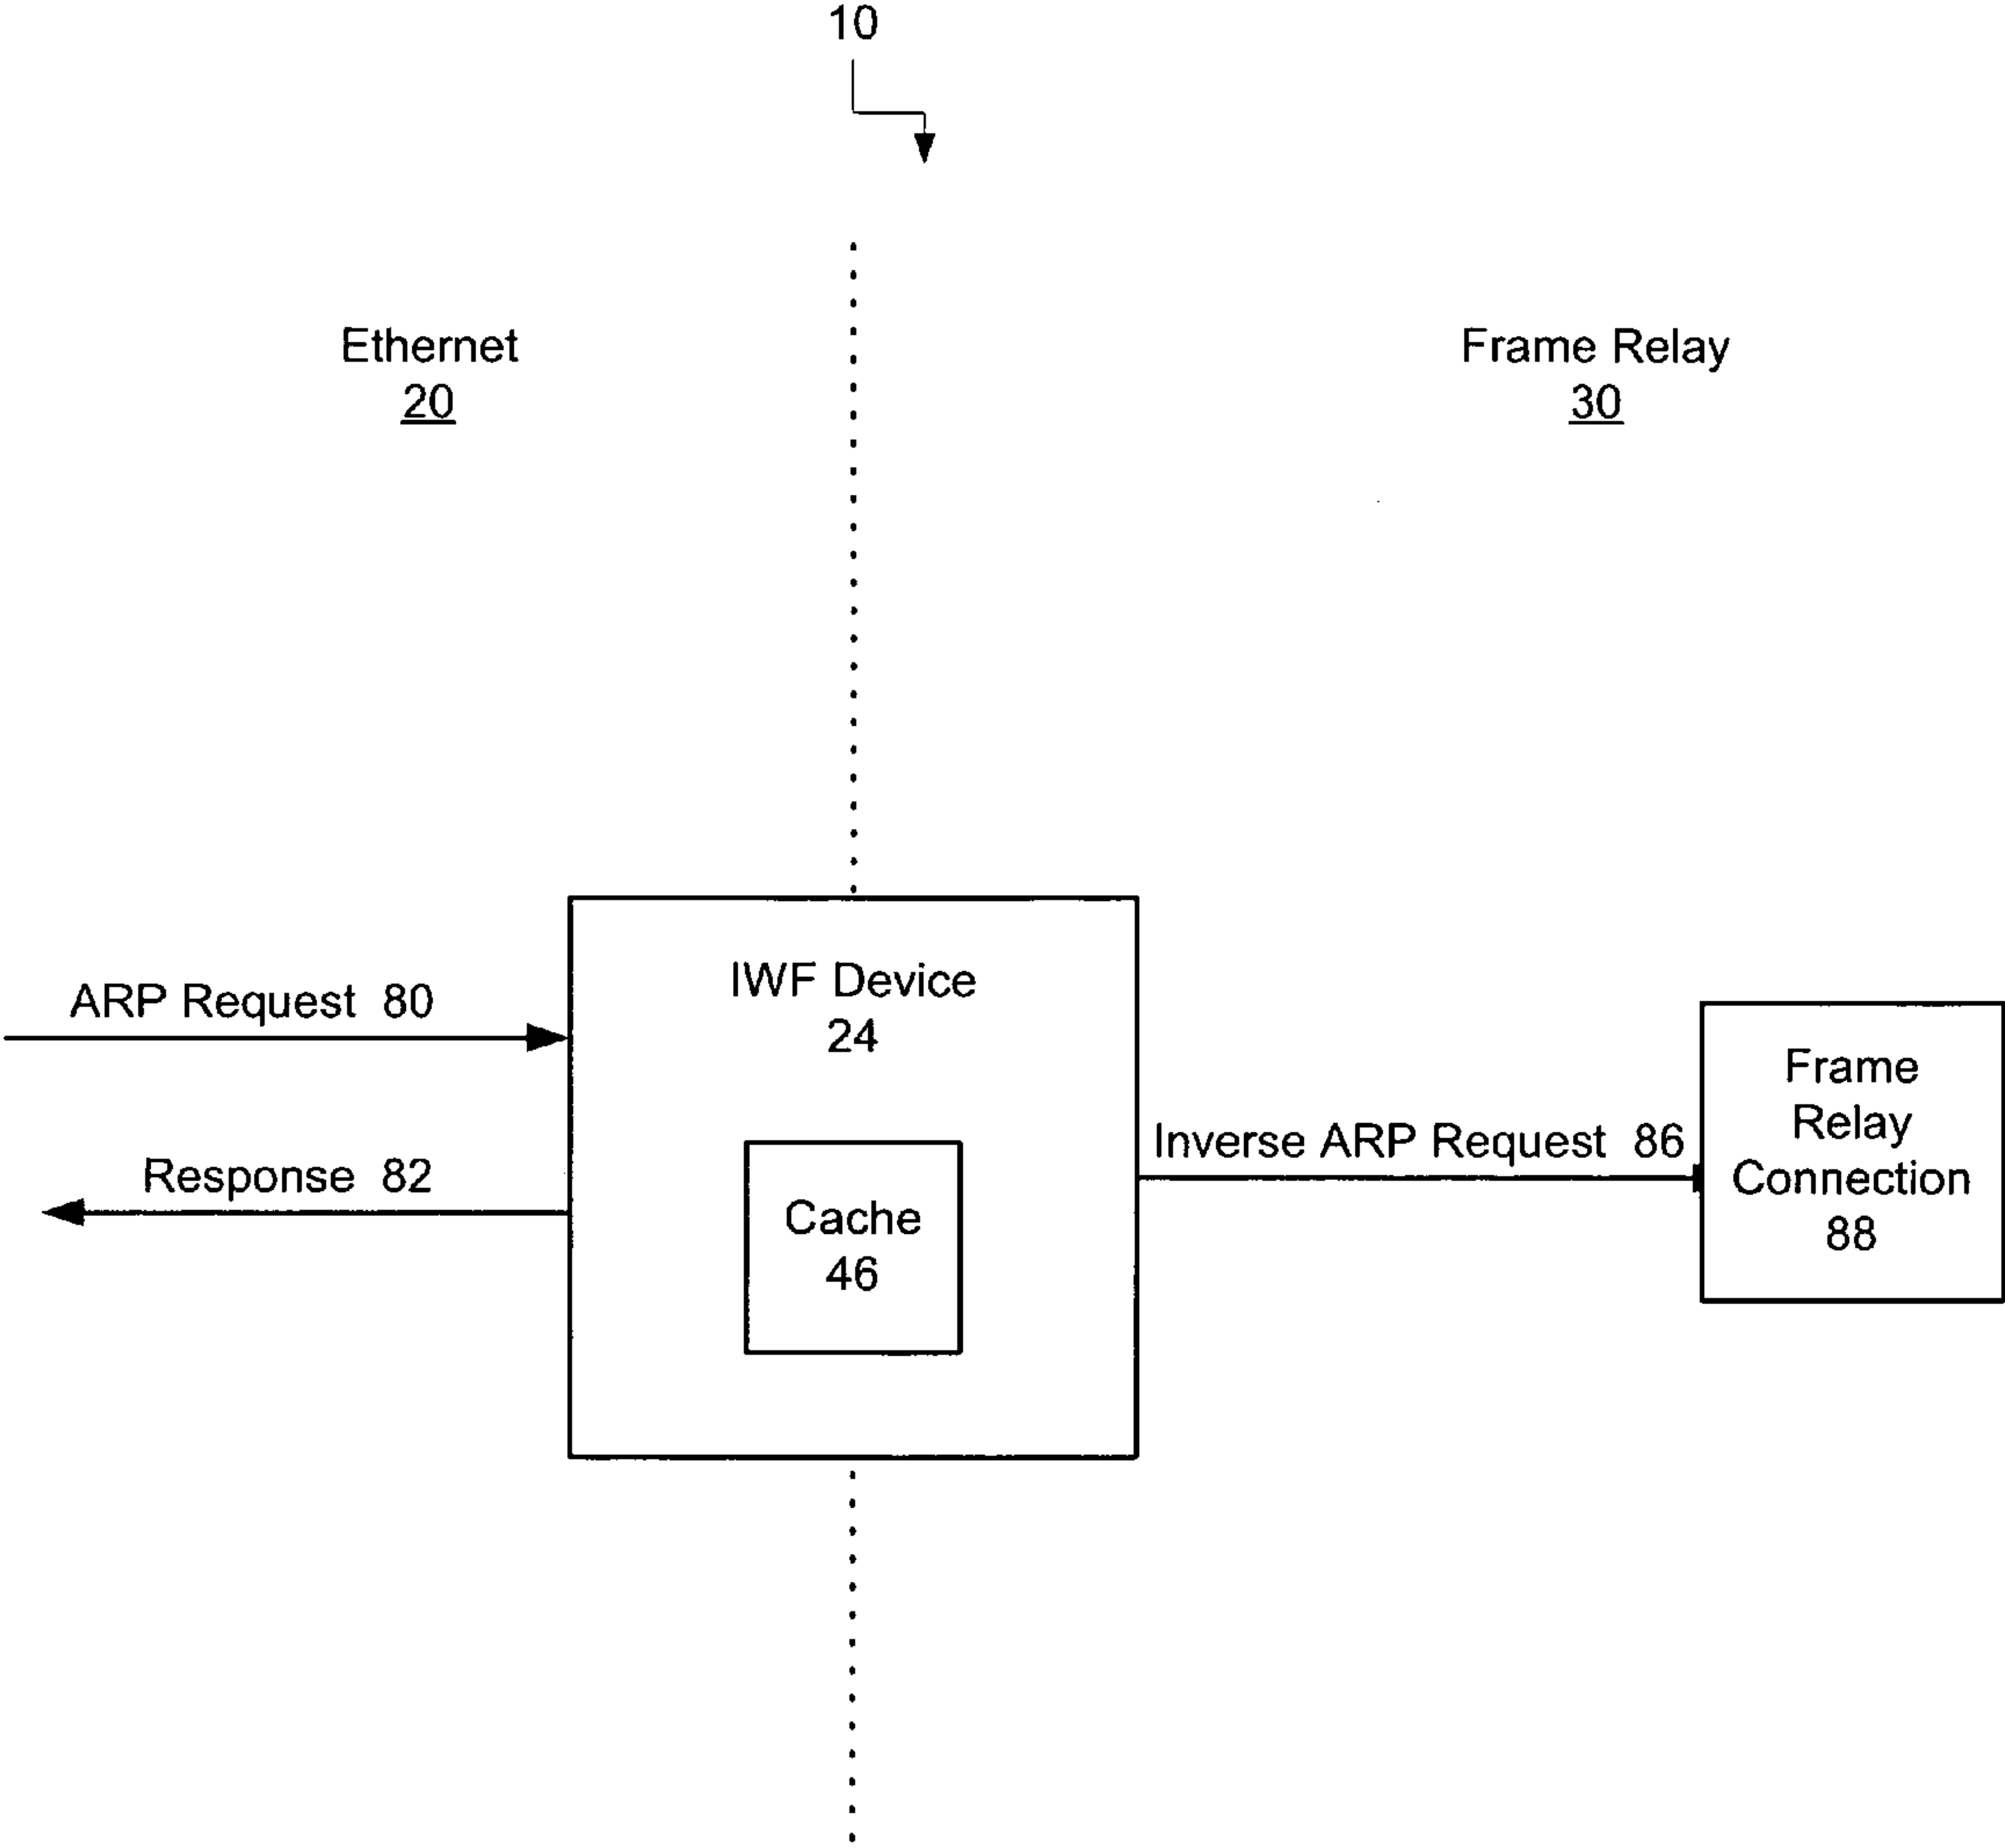 10
Ethernet
20
Frame Relay
30
ARP Request 80
Response 82
IWF Device
24
Cache
46
Inverse ARP Request 86
Frame
Relay
Connection
88